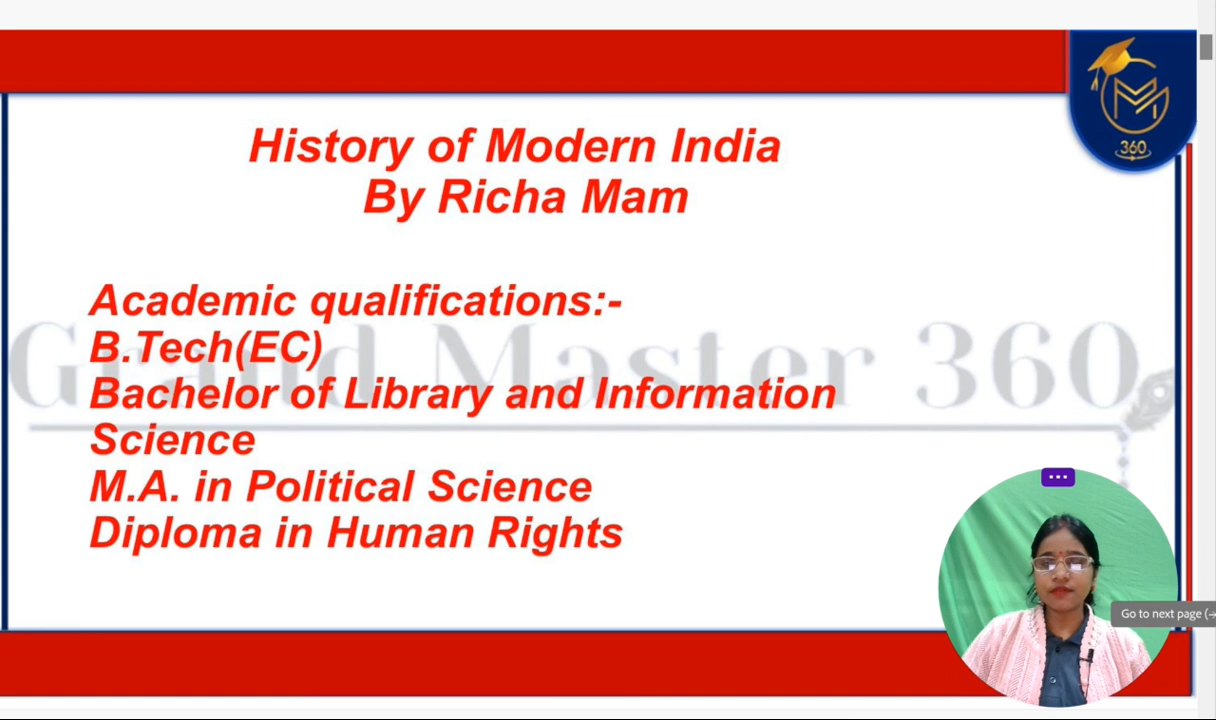 360
History of Modern India
By Richa Mam
Academic qualifications:-
B.Tech(EC)
Grand Master 360
Bachelor of Library and Information
Science
M.A. in Political Science
Diploma in Human Rights
Go to next page (→